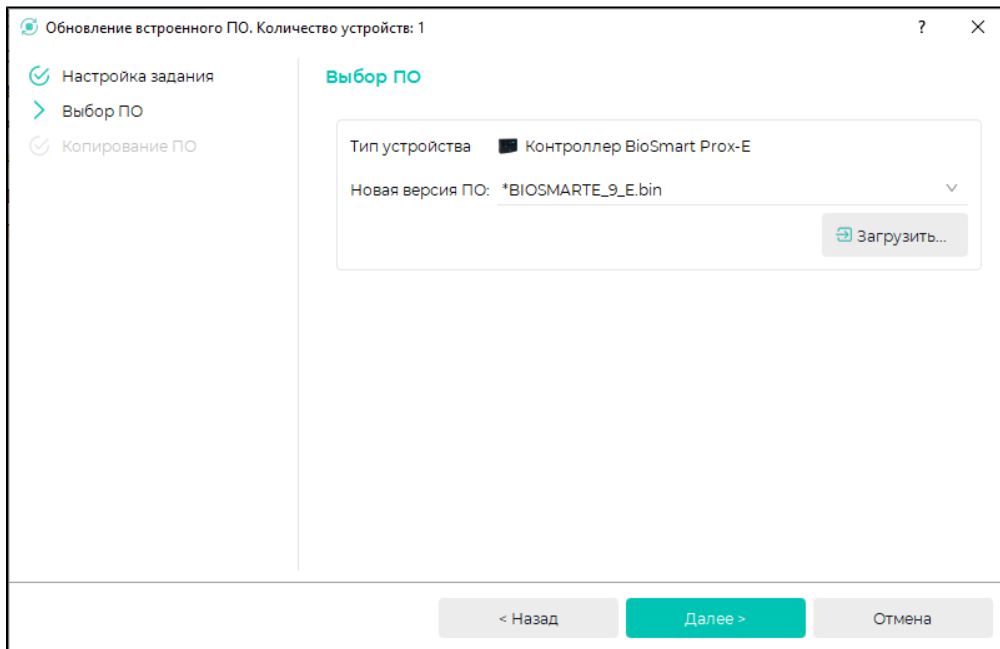 Обновление встроенного ПО. Количество устройств: 1
?
Настройка задания
Выбор ПО
Копирование ПО
Выбор ПО
Тип устройства Контроллер BioSmart Prox-E
Новая версия ПО: *BIOSMARTE_9_E.bin
Загрузить...
< Назад
Далее >
Отмена